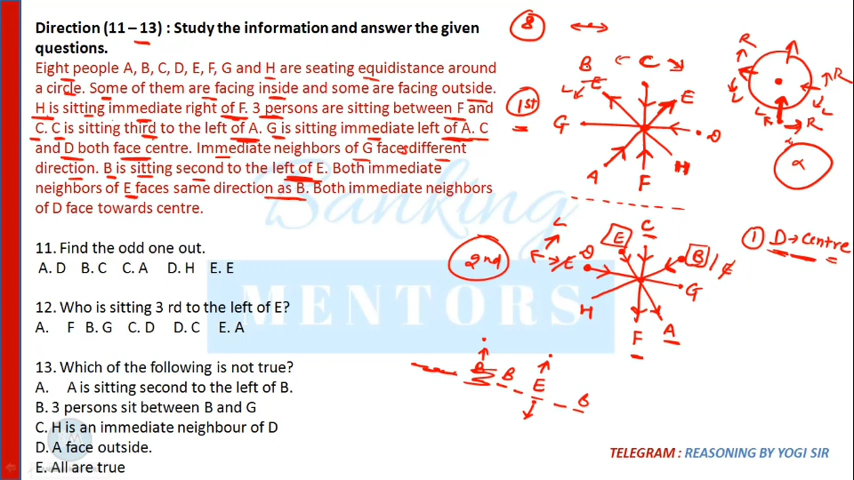 Direction (11 – 13) : Study the information and answer the given
questions.
Eight people A, B, C, D, E, F, G and H are seating equidistance around
a circle. Some of them are facing inside and some are facing outside.
H is sitting immediate right of F. 3 persons are sitting between F and
C. C is sitting third to the left of A. G is sitting immediate left of A. C
and D both face centre. Immediate neighbors of G faces different
direction. B is sitting second to the left of E. Both immediate
neighbors of E faces same direction as B. Both immediate neighbors
of D face towards centre.
11. Find the odd one out.
A. D B. C C. A D. H E. E
12. Who is sitting 3 rd to the left of E?
A. F B. G C. D D. C E. A
13. Which of the following is not true?
A. A is sitting second to the left of B.
B. 3 persons sit between B and G
C. H is an immediate neighbour of D
D. A face outside.
E. All are true
Banking
MENTORS
8
1st
B
C
E
E
G
D
A
F
H
R
R
L
L
R
2nd
C
E
D
B
G
H
F
A
① D → Centre
B
E
B
TELEGRAM : REASONING BY YOGI SIR